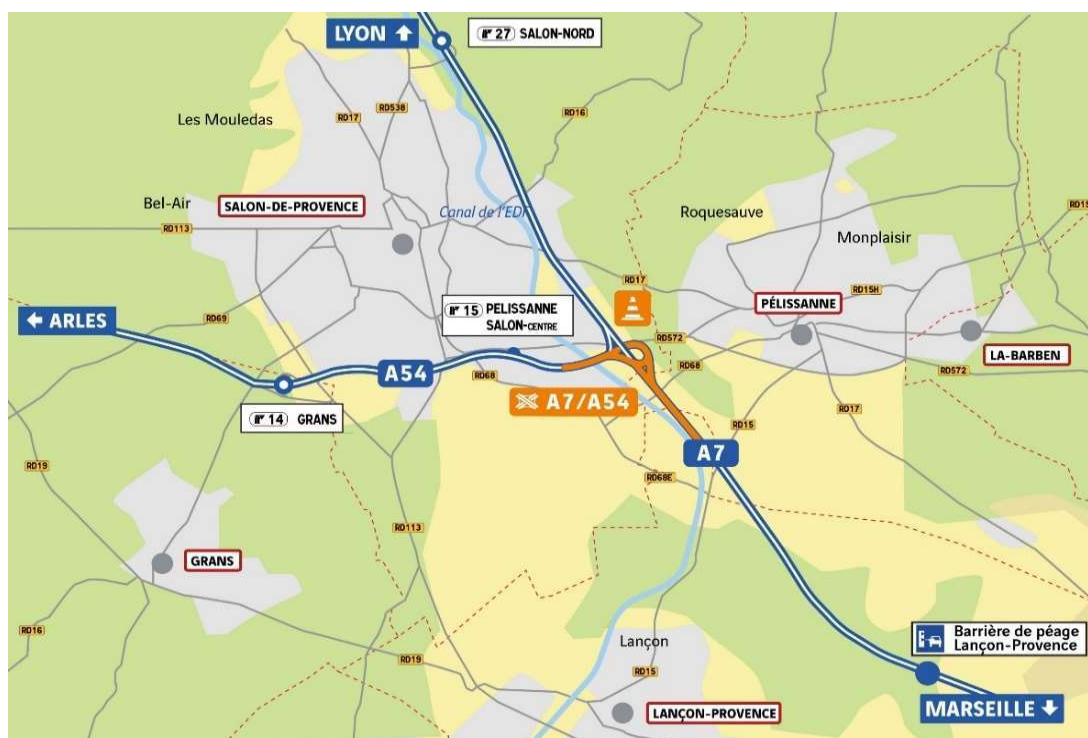 LYON ↑
n° 27 SALON-NORD
RD538
RD17
RD16
Les Mouledas
Bel-Air
SALON-DE-PROVENCE
Canal de l'EDF
Roquesauve
RD15
RD113
Monplaisir
RD17
RD15H
n° 15 PELISSANNE
SALON-CENTRE
PÉLISSANNE
← ARLES
RD69
RD572
LA-BARBEN
A54
RD68
RD68
RD572
A7/A54
n° 14 GRANS
RD17
RD15
A7
RD19
RD68E
RD113
GRANS
RD16
Lançon
Barrière de péage
Lançon-Provence
RD19
RD15
LANÇON-PROVENCE
MARSEILLE ↓